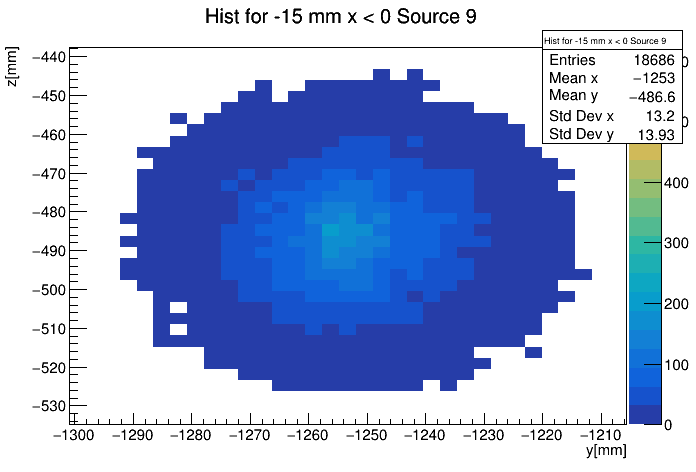 Hist for -15 mm x < 0 Source 9
z[mm]
−440
−450
−460
−470
−480
−490
−500
−510
−520
−530
−1300 −1290 −1280 −1270 −1260 −1250 −1240 −1230 −1220 −1210
y[mm]
Hist for -15 mm x < 0 Source 9
Entries 18686
Mean x −1253
Mean y −486.6
Std Dev x 13.2
Std Dev y 13.93
400
300
200
100
0